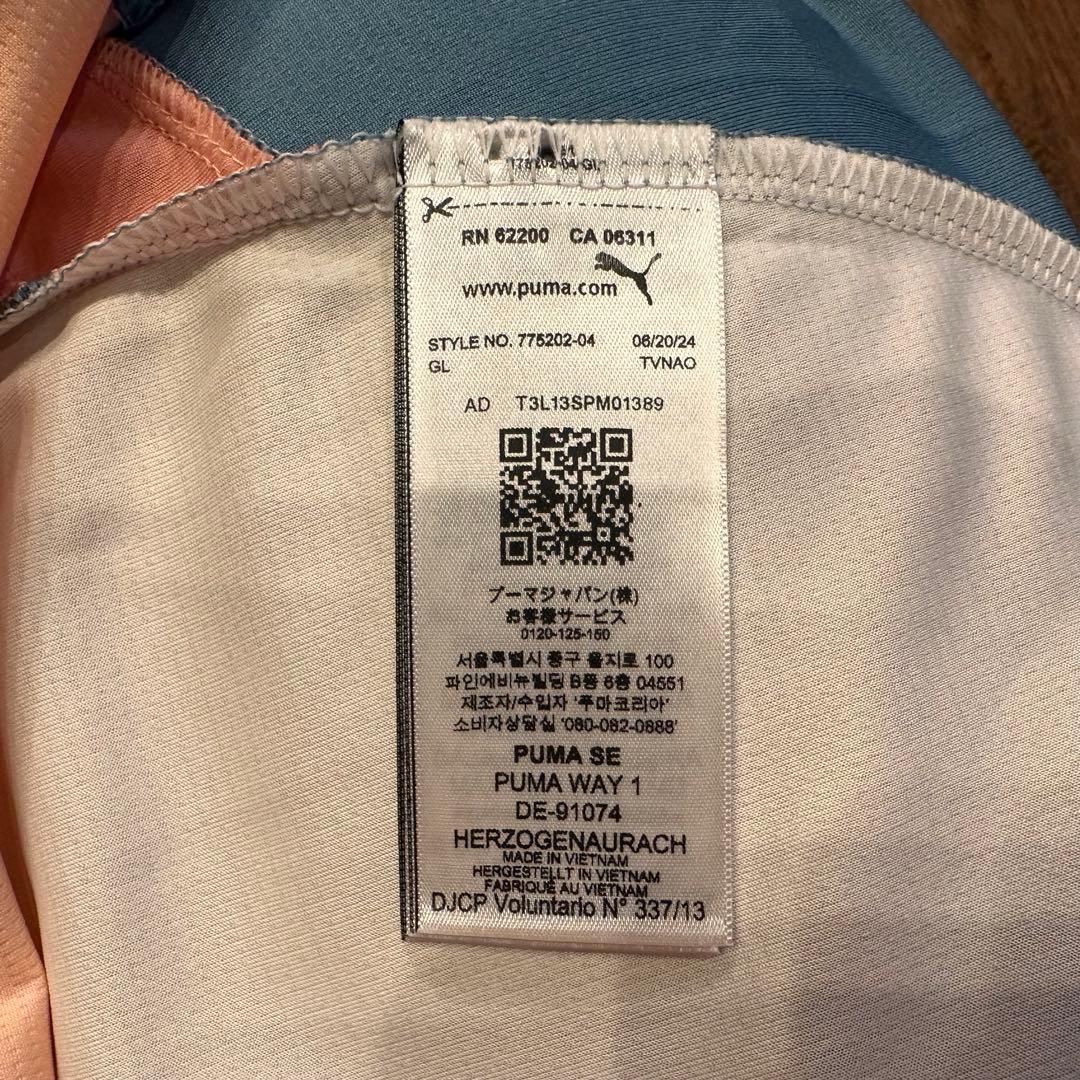 775202-04 GL
RN 62200 CA 06311
www.puma.com
STYLE NO. 775202-04 06/20/24
GL TVNAO
AD T3L13SPM01389
プーマジャパン(株)
お客様サービス
0120-125-150
서울특별시 중구 을지로 100
파인에비뉴빌딩 B동 6층 04551
제조자/수입자 '푸마코리아'
소비자상담실 '080-082-0888'
PUMA SE
PUMA WAY 1
DE-91074
HERZOGENAURACH
MADE IN VIETNAM
HERGESTELLT IN VIETNAM
FABRIQUÉ AU VIETNAM
DJCP Voluntario N° 337/13